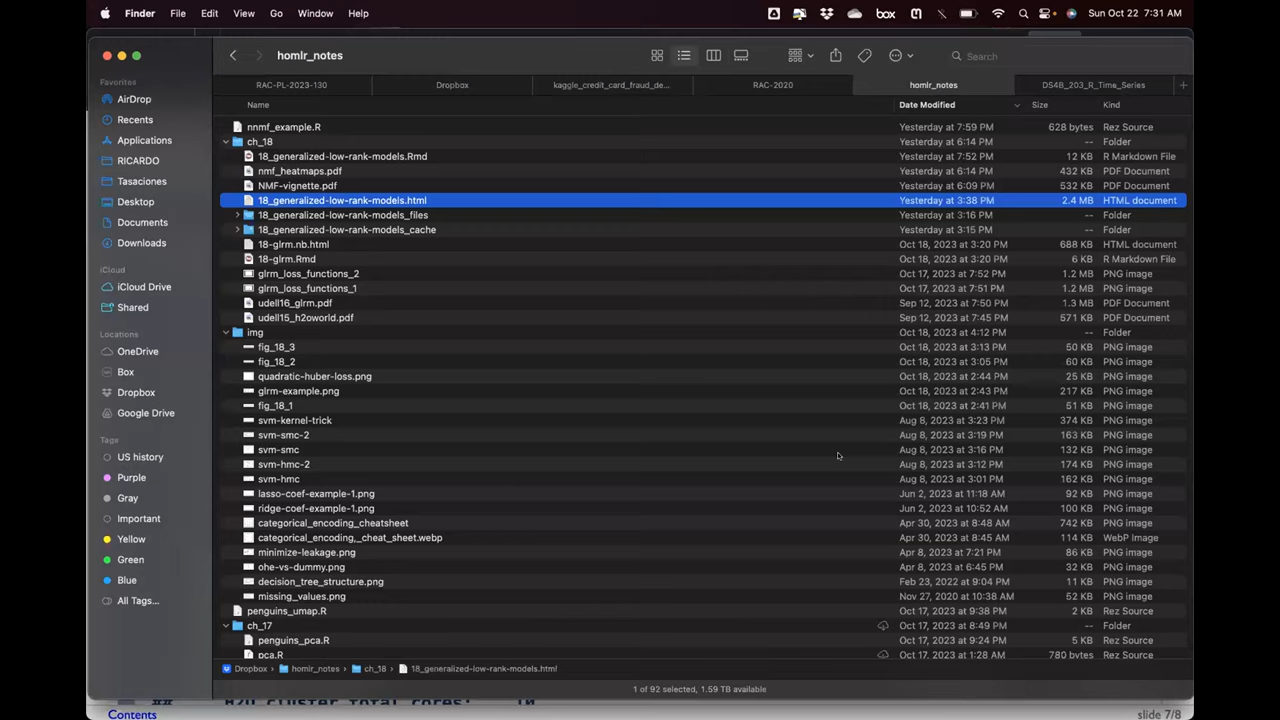 Finder File Edit View Go Window Help box Sun Oct 22 7:31 AM
homlr_notes Search
RAC-PL-2023-130 Dropbox kaggle_credit_card_fraud_de... RAC-2020 homlr_notes DS4B_203_R_Time_Series
Favorites
AirDrop
Recents
Applications
RICARDO
Tasaciones
Desktop
Documents
Downloads
iCloud
iCloud Drive
Shared
Locations
OneDrive
Box
Dropbox
Google Drive
Tags
US history
Purple
Gray
Important
Yellow
Green
Blue
All Tags...
Name Date Modified Size Kind
nnmf_example.R Yesterday at 7:59 PM 628 bytes Rez Source
ch_18 Yesterday at 6:14 PM -- Folder
18_generalized-low-rank-models.Rmd Yesterday at 7:52 PM 12 KB R Markdown File
nmf_heatmaps.pdf Yesterday at 6:14 PM 432 KB PDF Document
NMF-vignette.pdf Yesterday at 6:09 PM 532 KB PDF Document
18_generalized-low-rank-models.html Yesterday at 3:38 PM 2.4 MB HTML document
18_generalized-low-rank-models_files Yesterday at 3:16 PM -- Folder
18_generalized-low-rank-models_cache Yesterday at 3:15 PM -- Folder
18-glrm.nb.html Oct 18, 2023 at 3:20 PM 688 KB HTML document
18-glrm.Rmd Oct 18, 2023 at 3:20 PM 6 KB R Markdown File
glrm_loss_functions_2 Oct 17, 2023 at 7:52 PM 1.2 MB PNG image
glrm_loss_functions_1 Oct 17, 2023 at 7:51 PM 1.2 MB PNG image
udell16_glrm.pdf Sep 12, 2023 at 7:50 PM 1.3 MB PDF Document
udell15_h2oworld.pdf Sep 12, 2023 at 7:45 PM 571 KB PDF Document
img Oct 18, 2023 at 4:12 PM -- Folder
fig_18_3 Oct 18, 2023 at 3:13 PM 50 KB PNG image
fig_18_2 Oct 18, 2023 at 3:05 PM 60 KB PNG image
quadratic-huber-loss.png Oct 18, 2023 at 2:44 PM 25 KB PNG image
glrm-example.png Oct 18, 2023 at 2:43 PM 217 KB PNG image
fig_18_1 Oct 18, 2023 at 2:41 PM 51 KB PNG image
svm-kernel-trick Aug 8, 2023 at 3:23 PM 374 KB PNG image
svm-smc-2 Aug 8, 2023 at 3:19 PM 163 KB PNG image
svm-smc Aug 8, 2023 at 3:16 PM 132 KB PNG image
svm-hmc-2 Aug 8, 2023 at 3:12 PM 174 KB PNG image
svm-hmc Aug 8, 2023 at 3:01 PM 162 KB PNG image
lasso-coef-example-1.png Jun 2, 2023 at 11:18 AM 92 KB PNG image
ridge-coef-example-1.png Jun 2, 2023 at 10:52 AM 100 KB PNG image
categorical_encoding_cheatsheet Apr 30, 2023 at 8:48 AM 742 KB PNG image
categorical_encoding,_cheat_sheet.webp Apr 30, 2023 at 8:45 AM 114 KB WebP Image
minimize-leakage.png Apr 8, 2023 at 7:21 PM 86 KB PNG image
ohe-vs-dummy.png Apr 8, 2023 at 6:45 PM 32 KB PNG image
decision_tree_structure.png Feb 23, 2022 at 9:04 PM 11 KB PNG image
missing_values.png Nov 27, 2020 at 10:38 AM 52 KB PNG image
penguins_umap.R Oct 17, 2023 at 9:38 PM 2 KB Rez Source
ch_17 Oct 17, 2023 at 8:49 PM -- Folder
penguins_pca.R Oct 17, 2023 at 9:24 PM 5 KB Rez Source
pca.R Oct 17, 2023 at 1:28 AM 780 bytes Rez Source
Dropbox › homlr_notes › ch_18 › 18_generalized-low-rank-models.html
1 of 92 selected, 1.59 TB available
## H2O cluster total cores: 10
Contents slide 7/8